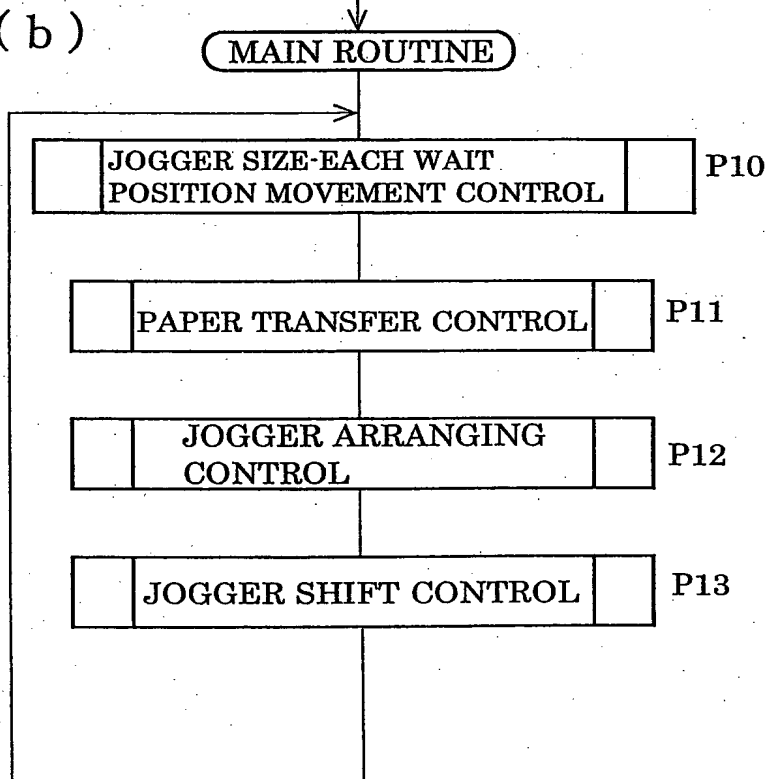 (b)
MAIN ROUTINE
JOGGER SIZE-EACH WAIT
POSITION MOVEMENT CONTROL
P10
PAPER TRANSFER CONTROL
P11
JOGGER ARRANGING
CONTROL
P12
JOGGER SHIFT CONTROL
P13